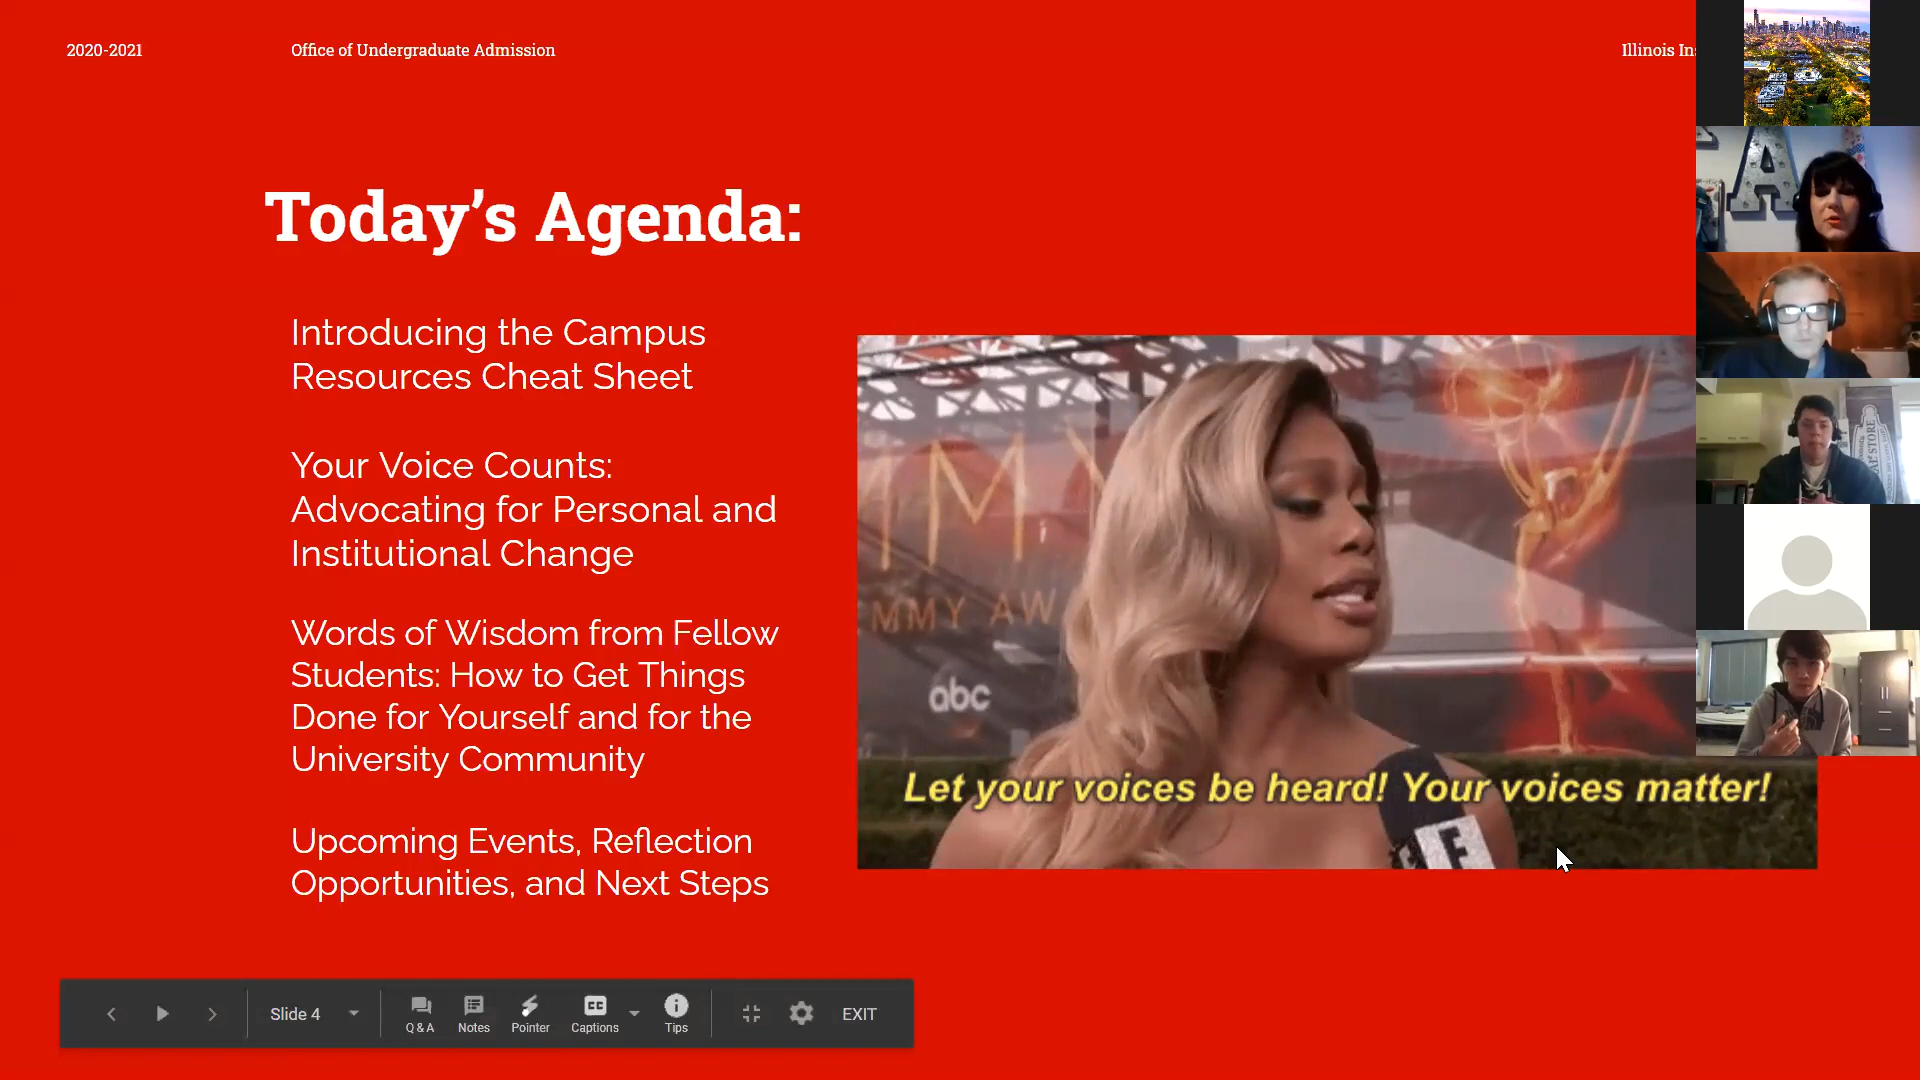 2020-2021
Office of Undergraduate Admission
Illinois
Today's Agenda:
Introducing the Campus
Resources Cheat Sheet
Your Voice Counts:
Advocating for Personal and
Institutional Change
Words of Wisdom from Fellow
Students: How to Get Things
Done for Yourself and for the
University Community
Upcoming Events, Reflection
Opportunities, and Next Steps
MMY AW
abc
Let your voices be heard! Your voices matter!
E
A
Slide 4
Q & A
Notes
Pointer
CC
Captions
Tips
EXIT